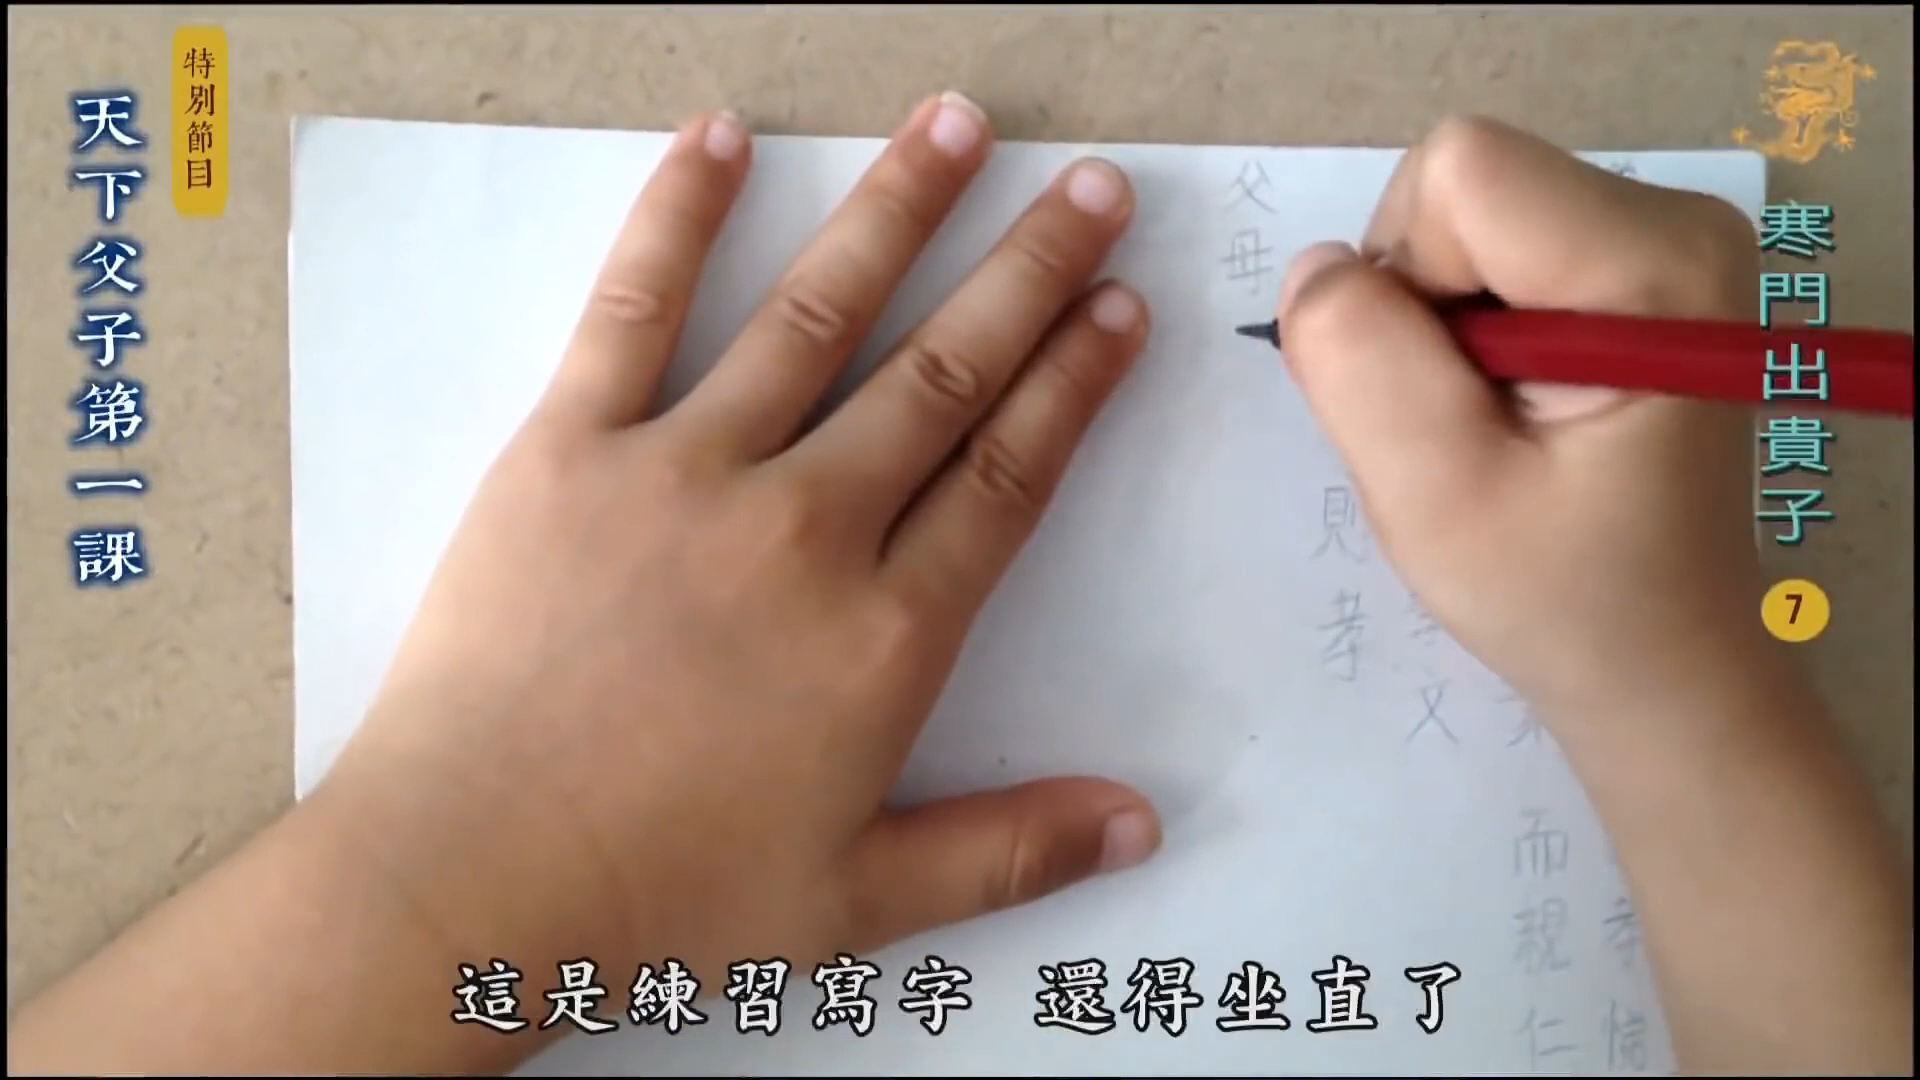 特別節目
天下父子第一課
寒門出貴子
7
父母
則孝
而親仁
這是練習寫字 還得坐直了